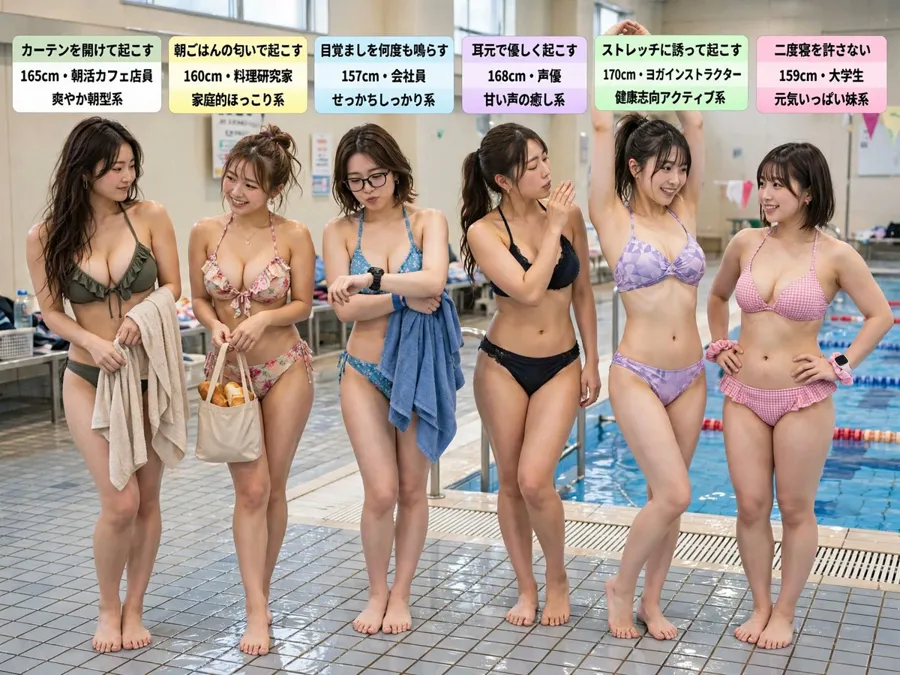 カーテンを開けて起こす
165cm・朝活カフェ店員
爽やか朝型系
朝ごはんの匂いで起こす
160cm・料理研究家
家庭的ほっこり系
目覚ましを何度も鳴らす
157cm・会社員
せっかちしっかり系
耳元で優しく起こす
168cm・声優
甘い声の癒し系
ストレッチに誘って起こす
170cm・ヨガインストラクター
健康志向アクティブ系
二度寝を許さない
159cm・大学生
元気いっぱい妹系